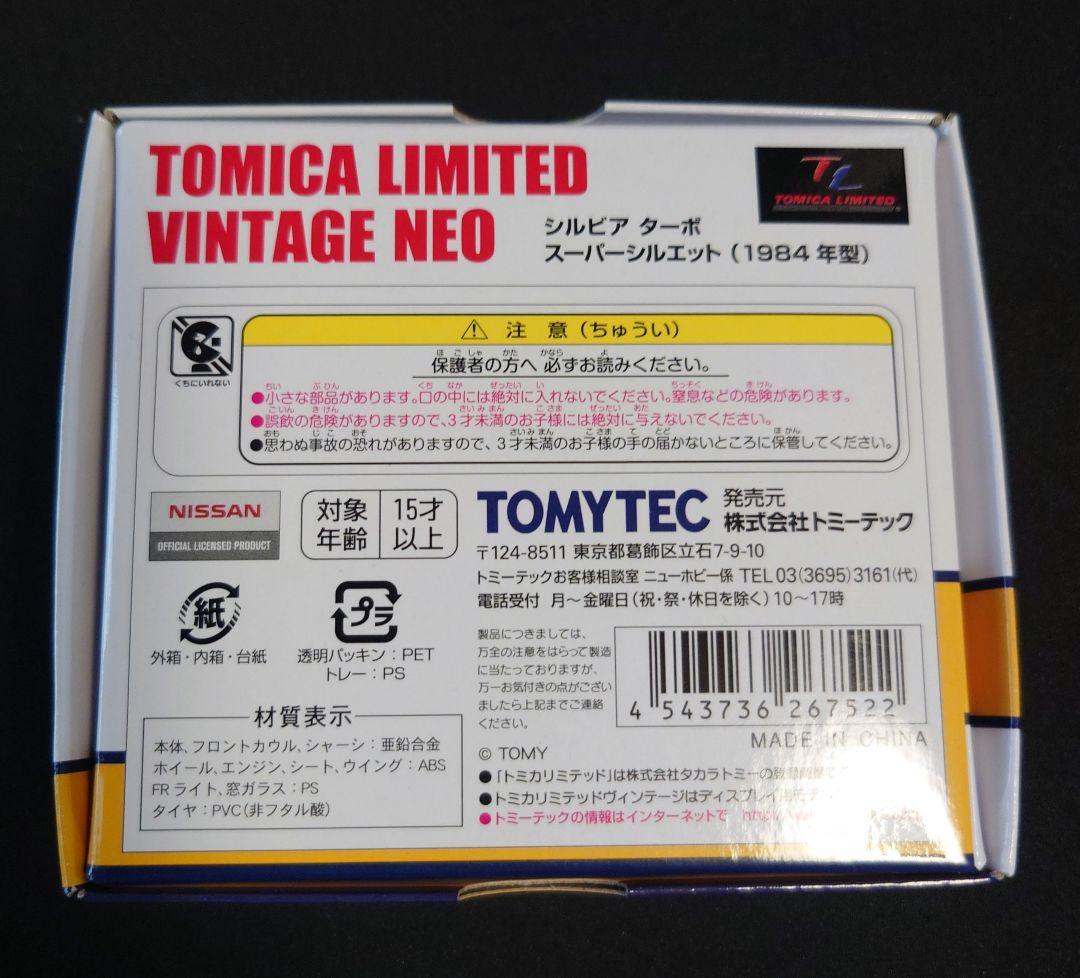 TOMICA LIMITED
VINTAGE NEO
シルビア ターボ
スーパーシルエット（1984年型）
TL
TOMICA LIMITED
くちにいれない
⚠ 注 意（ちゅうい）
保護者の方へ 必ずお読みください。
●小さな部品があります。口の中には絶対に入れないでください。窒息などの危険があります。
●誤飲の危険がありますので、3才未満のお子様には絶対に与えないでください。
●思わぬ事故の恐れがありますので、3才未満のお子様の手の届かないところに保管してください。
NISSAN
OFFICIAL LICENSED PRODUCT
対象年齢 15才以上
TOMYTEC 発売元 株式会社トミーテック
〒124-8511 東京都葛飾区立石7-9-10
トミーテックお客様相談室 ニューホビー係 TEL 03(3695)3161(代)
電話受付 月～金曜日(祝・祭・休日を除く)10～17時
紙
外箱・内箱・台紙
プラ
透明パッキン：PET
トレー：PS
製品につきましては、
万全の注意をはらって製造
に当たっておりますが、
万一お気付きの点がござい
ましたら上記までご連絡
ください。
4 543736 267522
MADE IN CHINA
材質表示
本体、フロントカウル、シャーシ：亜鉛合金
ホイール、エンジン、シート、ウイング：ABS
FRライト、窓ガラス：PS
タイヤ：PVC(非フタル酸)
© TOMY
●「トミカリミテッド」は株式会社タカラトミーの登録商標で
●トミカリミテッドヴィンテージはディスプレイ用
●トミーテックの情報はインターネットで http://